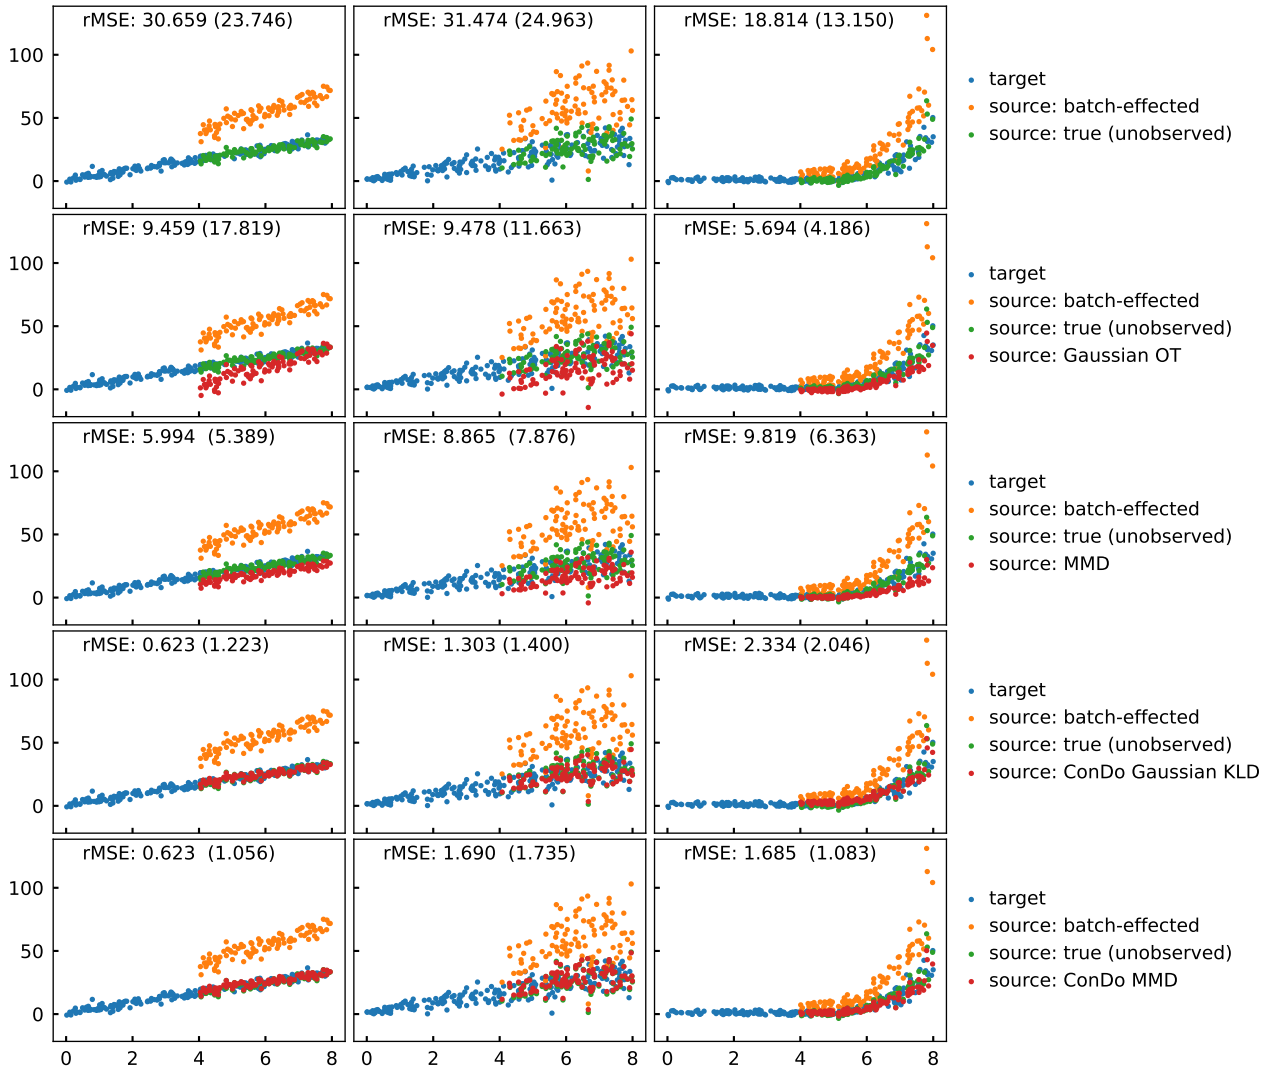 rMSE: 30.659 (23.746)
rMSE: 31.474 (24.963)
rMSE: 18.814 (13.150)
100
50
0
target
source: batch-effected
source: true (unobserved)
rMSE: 9.459 (17.819)
rMSE: 9.478 (11.663)
rMSE: 5.694 (4.186)
100
50
0
target
source: batch-effected
source: true (unobserved)
source: Gaussian OT
rMSE: 5.994  (5.389)
rMSE: 8.865  (7.876)
rMSE: 9.819  (6.363)
100
50
0
target
source: batch-effected
source: true (unobserved)
source: MMD
rMSE: 0.623 (1.223)
rMSE: 1.303 (1.400)
rMSE: 2.334 (2.046)
100
50
0
target
source: batch-effected
source: true (unobserved)
source: ConDo Gaussian KLD
rMSE: 0.623  (1.056)
rMSE: 1.690  (1.735)
rMSE: 1.685  (1.083)
100
50
0
target
source: batch-effected
source: true (unobserved)
source: ConDo MMD
0 2 4 6 8
0 2 4 6 8
0 2 4 6 8